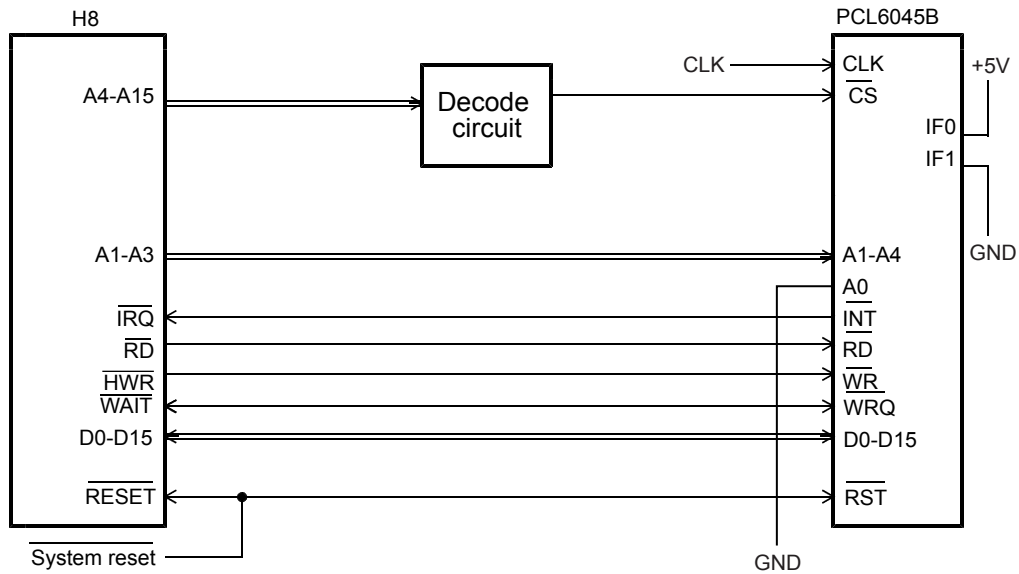 H8
PCL6045B
CLK
CLK
+5V
A4-A15
Decode
circuit
CS
IF0
IF1
A1-A3
A1-A4
GND
A0
IRQ
INT
RD
RD
HWR
WR
WAIT
WRQ
D0-D15
D0-D15
RESET
RST
System reset
GND